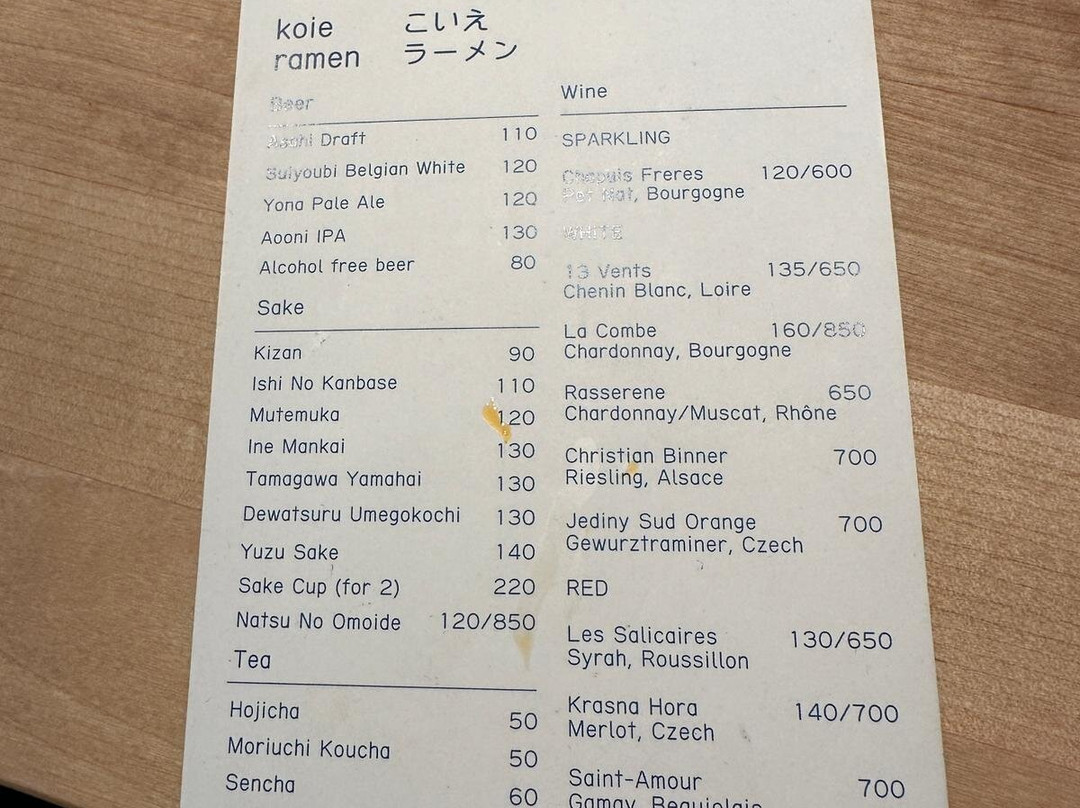 koie こいえ
ramen ラーメン
Beer
Asahi Draft 110
Suiyoubi Belgian White 120
Yona Pale Ale 120
Aooni IPA 130
Alcohol free beer 80
Sake
Kizan 90
Ishi No Kanbase 110
Mutemuka 120
Ine Mankai 130
Tamagawa Yamahai 130
Dewatsuru Umegokochi 130
Yuzu Sake 140
Sake Cup (for 2) 220
Natsu No Omoide 120/850
Tea
Hojicha 50
Moriuchi Koucha 50
Sencha 60
Wine
SPARKLING
Chapuis Freres 120/600
Pet Nat, Bourgogne
WHITE
13 Vents 135/650
Chenin Blanc, Loire
La Combe 160/850
Chardonnay, Bourgogne
Rasserene 650
Chardonnay/Muscat, Rhône
Christian Binner 700
Riesling, Alsace
Jediny Sud Orange 700
Gewurztraminer, Czech
RED
Les Salicaires 130/650
Syrah, Roussillon
Krasna Hora 140/700
Merlot, Czech
Saint-Amour 700
Gamay, Beaujolais